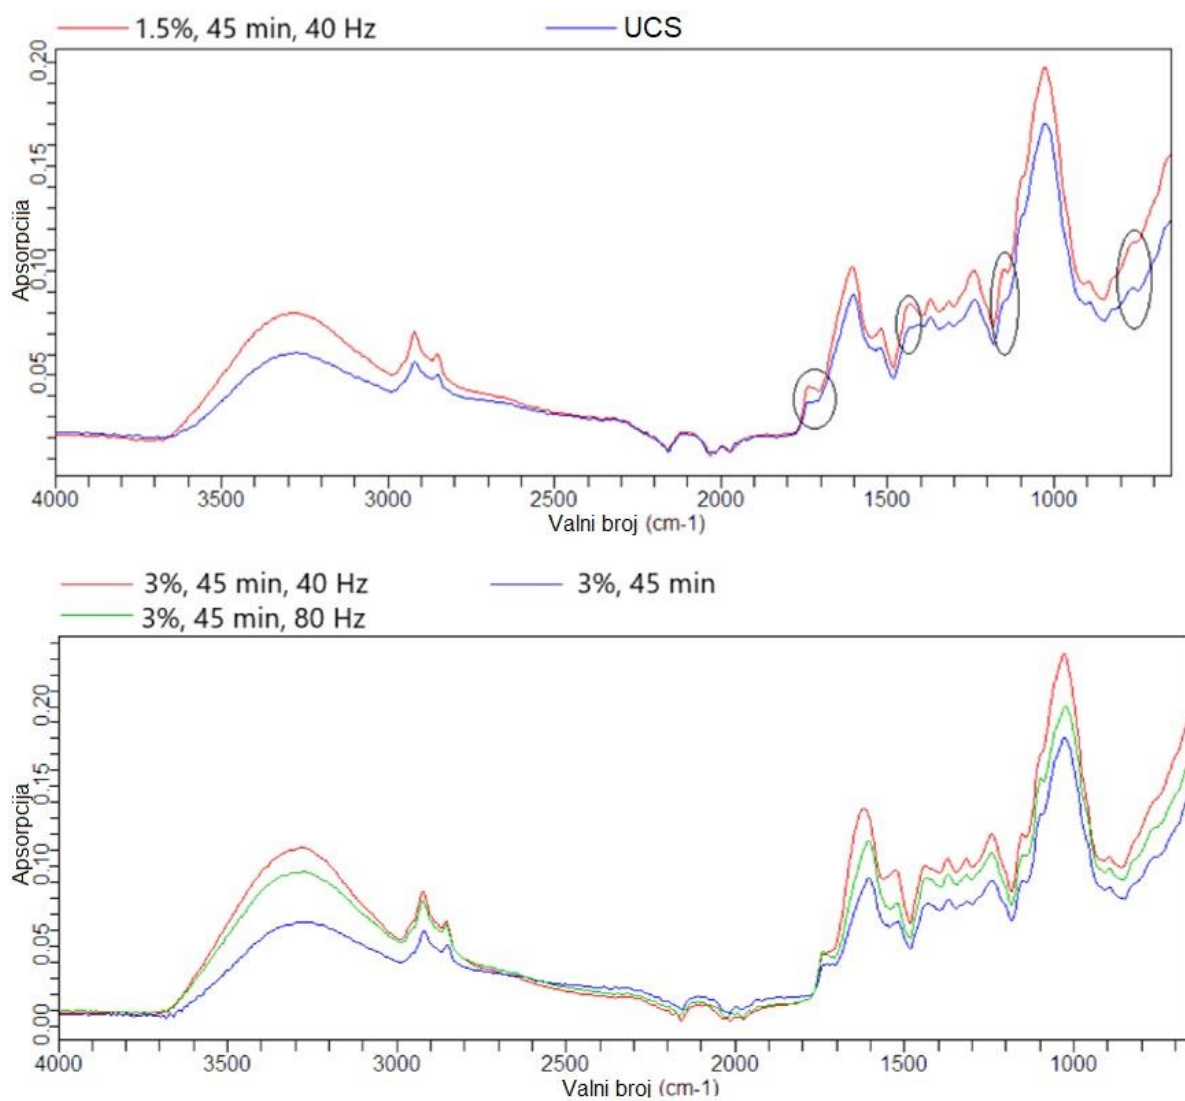 1.5%, 45 min, 40 Hz UCS
0.20
0.15
0.10
0.05
Apsorpcija
4000 3500 3000 2500 2000 1500 1000
Valni broj (cm-1)
3%, 45 min, 40 Hz 3%, 45 min
3%, 45 min, 80 Hz
0.20
0.15
0.10
0.05
0.00
Apsorpcija
4000 3500 3000 2500 2000 1500 1000
Valni broj (cm-1)